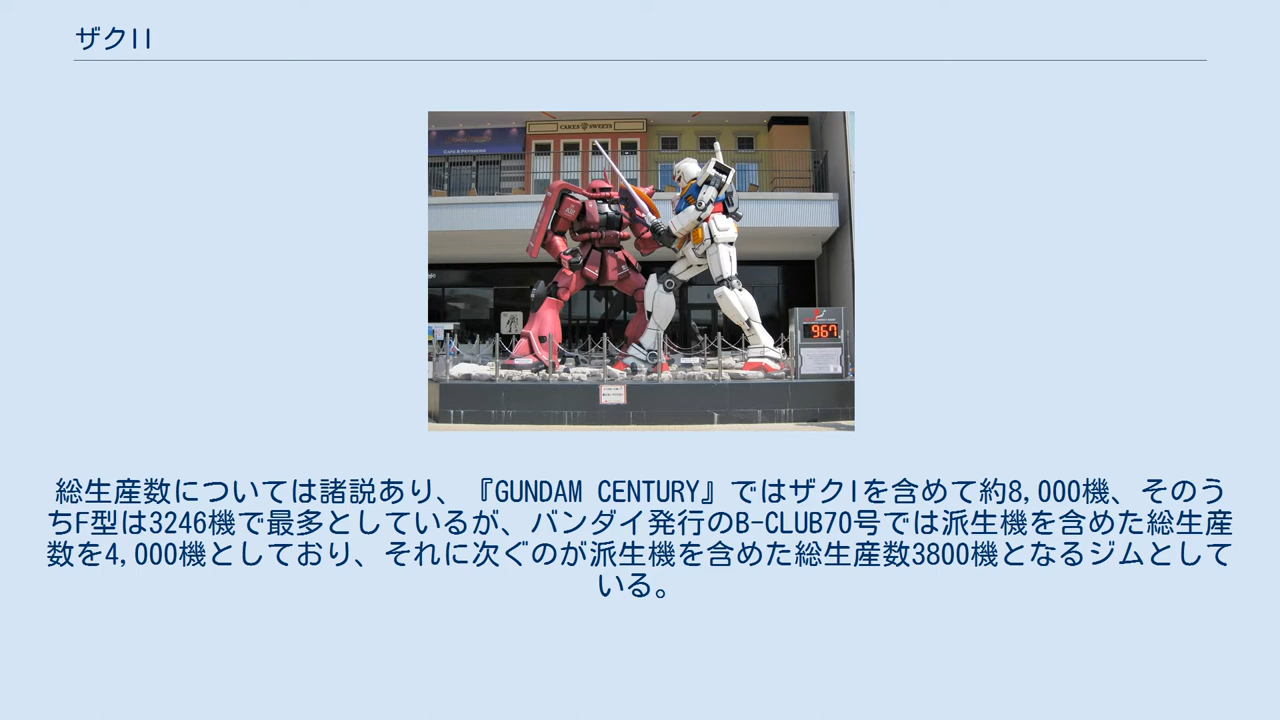 ザクII
CAKES SWEETS
CAFE & PATISSERIE
967
総生産数については諸説あり、『GUNDAM CENTURY』ではザクIを含めて約8,000機、そのう
ちF型は3246機で最多としているが、バンダイ発行のB-CLUB70号では派生機を含めた総生産
数を4,000機としており、それに次ぐのが派生機を含めた総生産数3800機となるジムとして
いる。